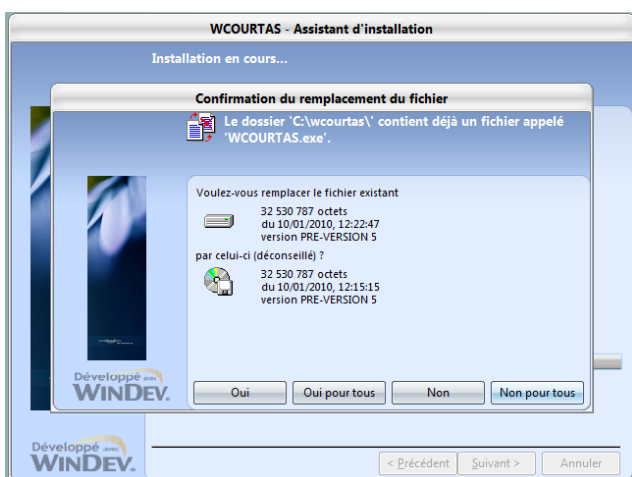 WCOURTAS - Assistant d'installation
Installation en cours...
Confirmation du remplacement du fichier
Le dossier 'C:\wcourtas\' contient déjà un fichier appelé
'WCOURTAS.exe'.
Voulez-vous remplacer le fichier existant
32 530 787 octets
du 10/01/2010, 12:22:47
version PRE-VERSION 5
par celui-ci (déconseillé) ?
32 530 787 octets
du 10/01/2010, 12:15:15
version PRE-VERSION 5
Développé avec
WINDEV.
Oui
Oui pour tous
Non
Non pour tous
Développé avec
WINDEV.
< Précédent
Suivant >
Annuler